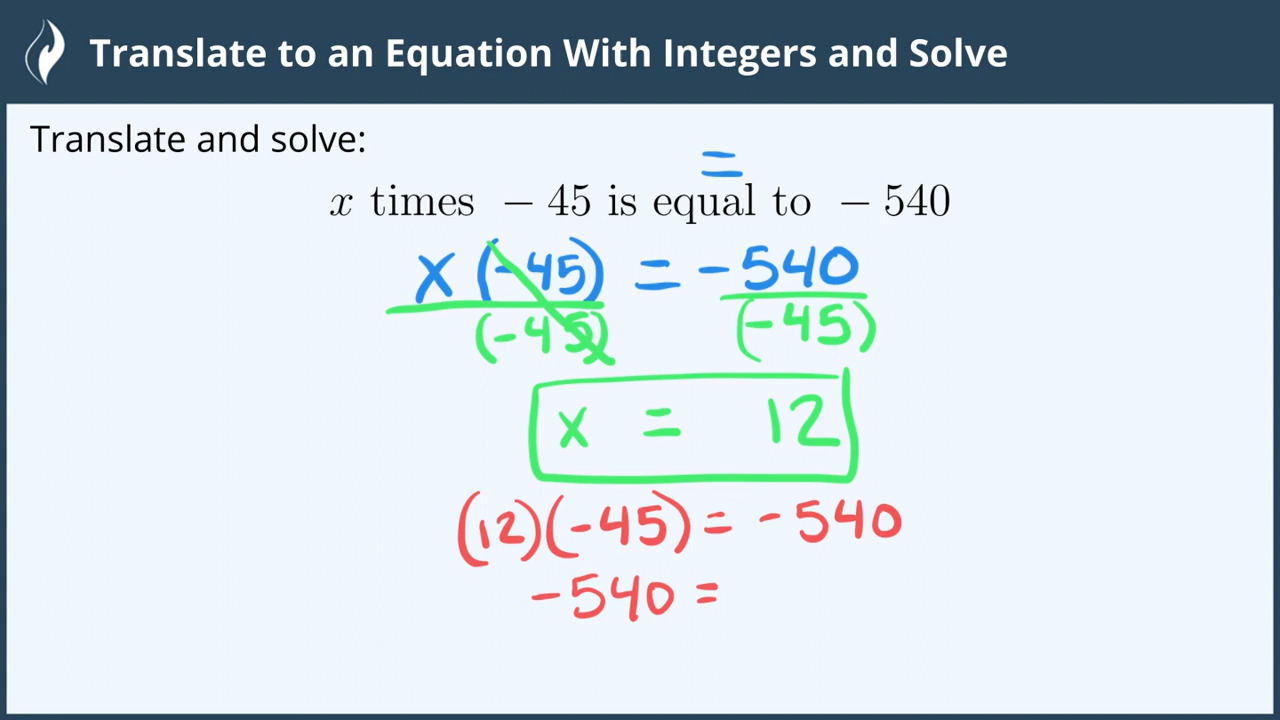 Translate to an Equation With Integers and Solve
Translate and solve:
=
x times − 45 is equal to − 540
x (-45) = -540
(-45) (-45)
x = 12
(12)(-45) = -540
-540 =